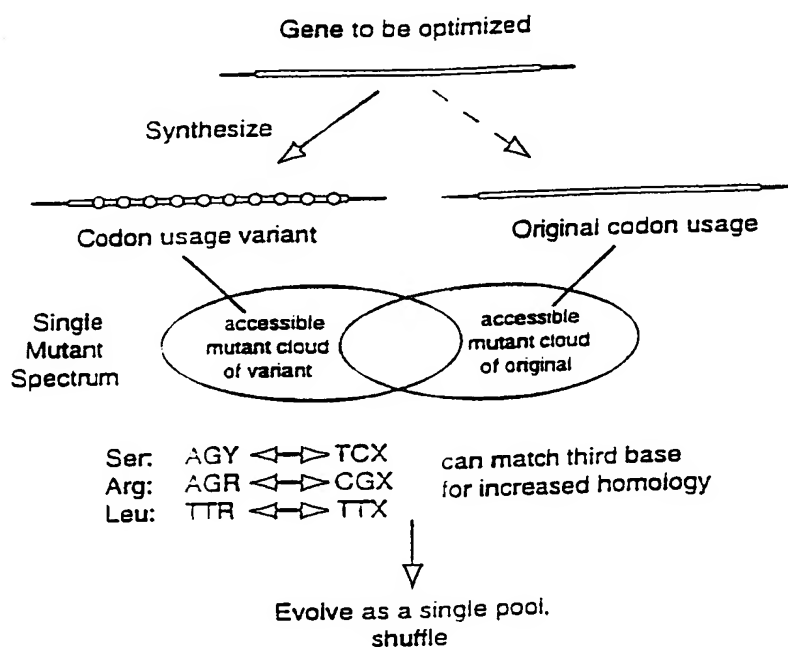 Gene to be optimized
Synthesize
Codon usage variant
Original codon usage
Single
Mutant
Spectrum
accessible
mutant cloud
of variant
accessible
mutant cloud
of original
Ser: AGY TCX
Arg: AGR CGX
Leu: TTR TTX
can match third base
for increased homology
Evolve as a single pool.
shuffle